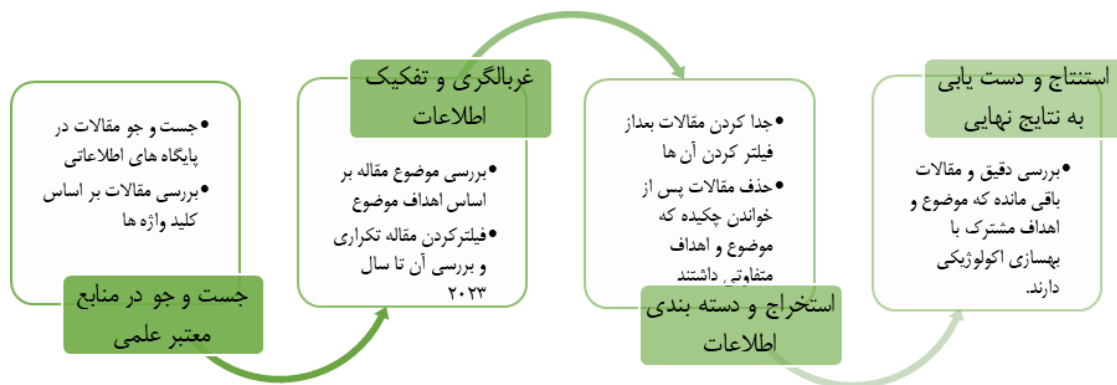 •جست و جو مقالات در
پایگاه های اطلاعاتی
•بررسی مقالات بر اساس
کلید واژه ها
جست و جو در منابع
معتبر علمی
غربالگری و تفکیک
اطلاعات
•بررسی موضوع مقاله بر
اساس اهداف موضوع
•فیلترکردن مقاله تکراری
و بررسی آن تا سال
۲۰۲۳
•جدا کردن مقالات بعداز
فیلتر کردن آن ها
•حذف مقالات پس از
خواندن چکیده که
موضوع و اهداف
متفاوتی داشتند
استخراج و دسته بندی
اطلاعات
استنتاج و دست یابی
به نتایج نهایی
•بررسی دقیق و مقالات
باقی مانده که موضوع و
اهداف مشترک با
بهسازی اکولوژیکی
دارند.